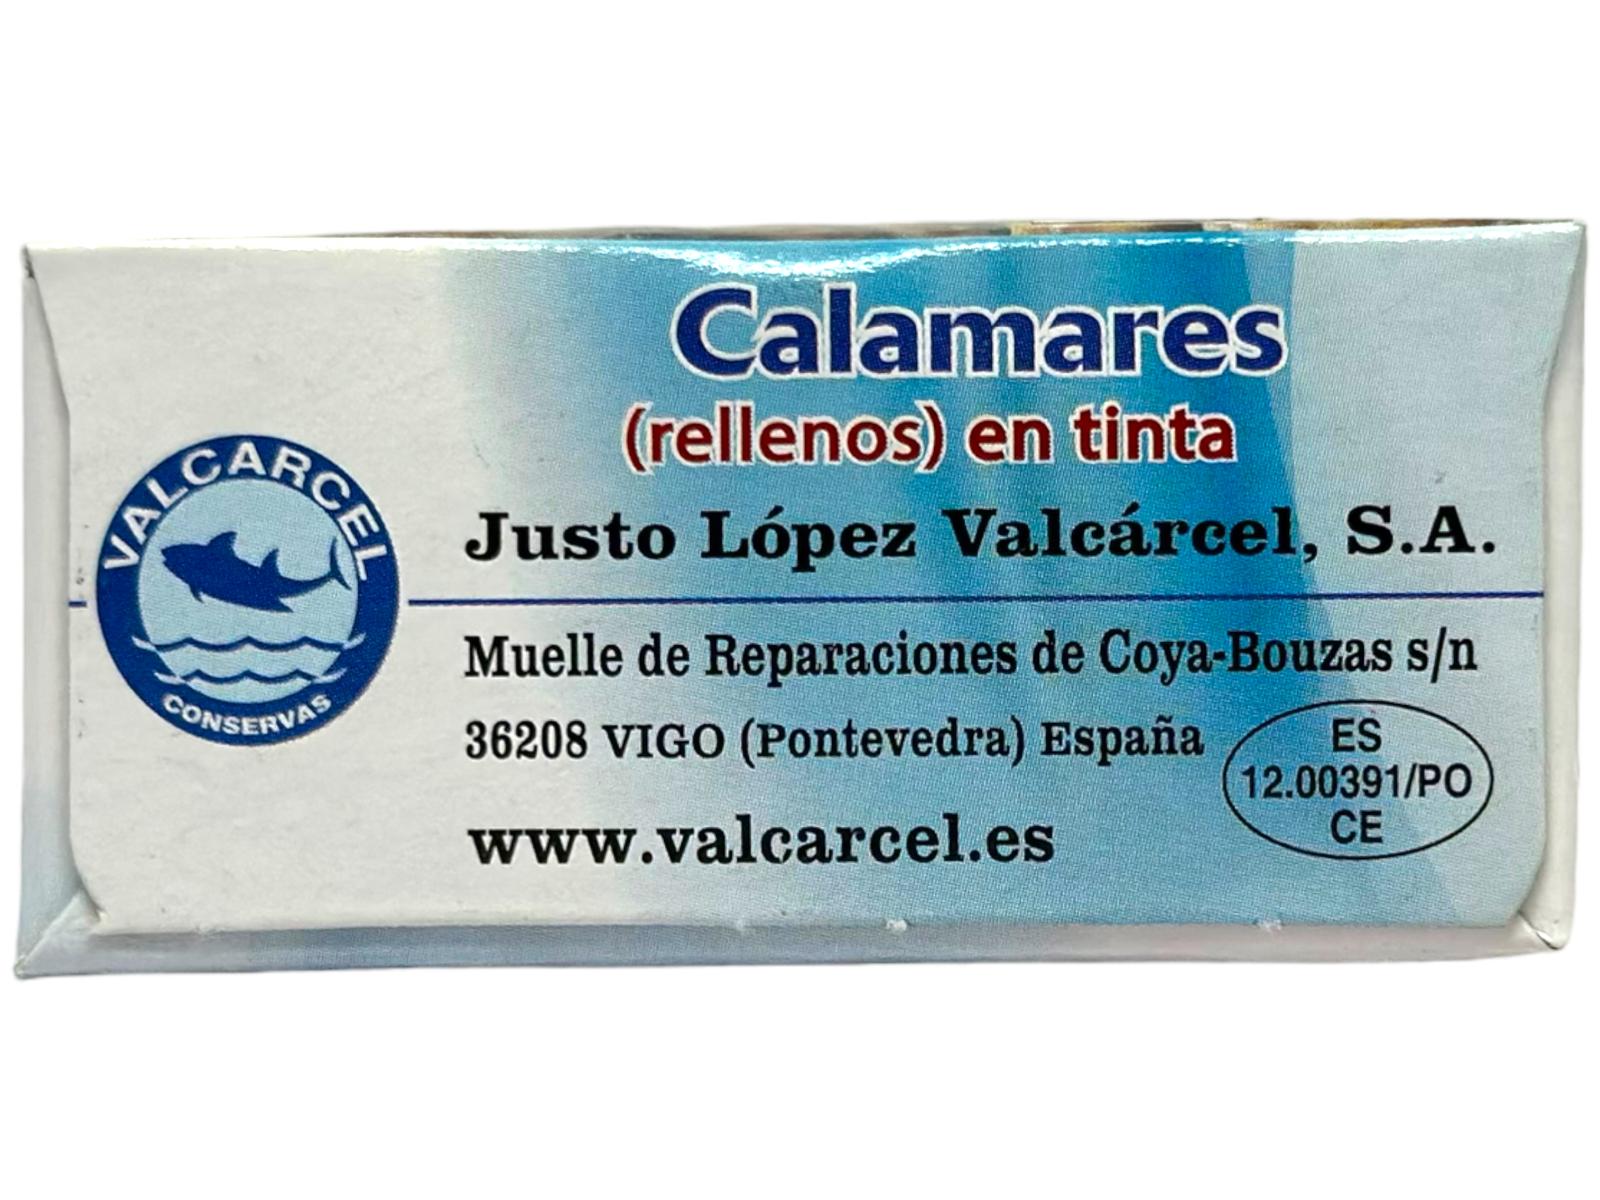 Calamares
(rellenos) en tinta
VALCARCEL
CONSERVAS
Justo López Valcárcel, S.A.
Muelle de Reparaciones de Coya-Bouzas s/n
36208 VIGO (Pontevedra) España
www.valcarcel.es
ES
12.00391/PO
CE